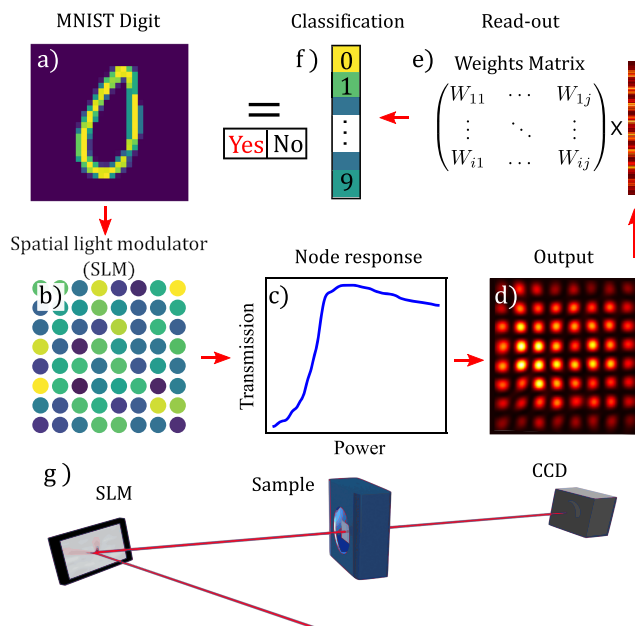 MNIST Digit
Classification
Read-out
a)
f )
e)
Weights Matrix
0
1
⋮
9
=
Yes No
W11 ⋯ W1j
⋮ ⋱ ⋮
Wi1 … Wij
X
Spatial light modulator
(SLM)
b)
Node response
c)
Transmission
Power
Output
d)
g )
SLM
Sample
CCD